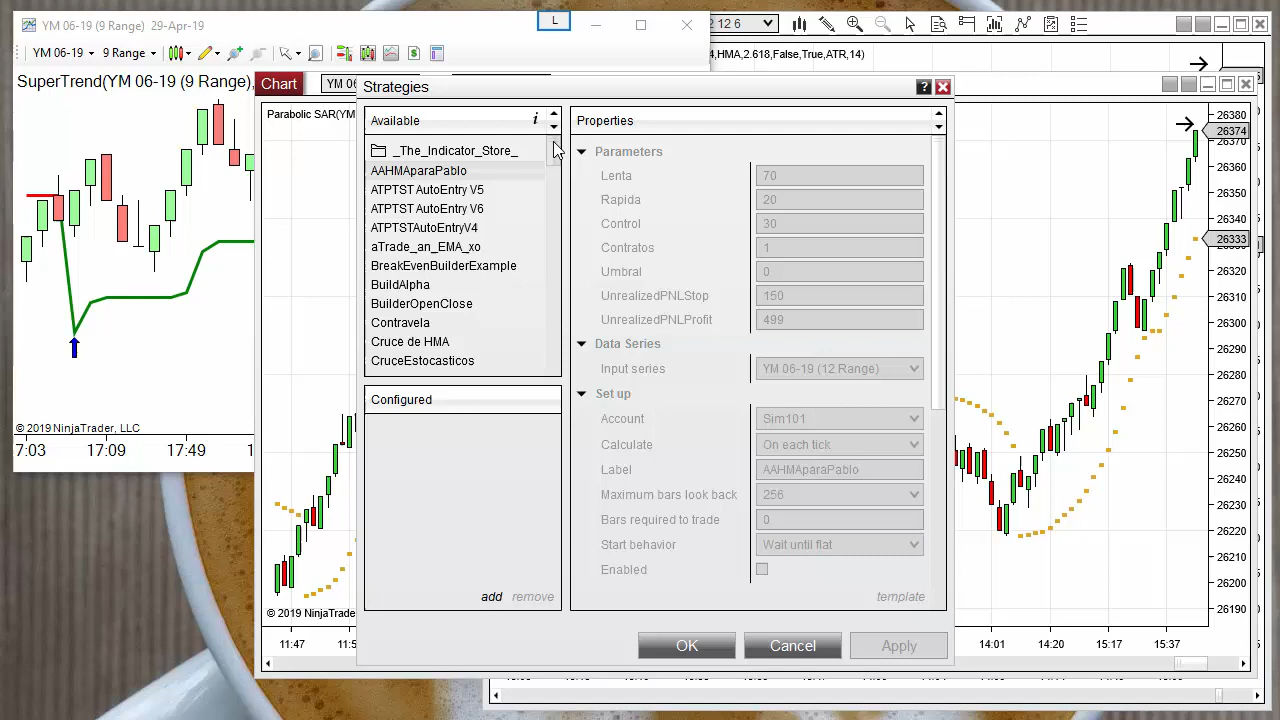 YM 06-19 (9 Range) 29-Apr-19
L
2 12 6
YM 06-19
9 Range
4,HMA,2.618,False,True,ATR,14)
SuperTrend(YM 06-19 (9 Range),
Chart
YM 06
Parabolic SAR(YM
Strategies
?
Available
i
_The_Indicator_Store_
AAHMAparaPablo
ATPTST AutoEntry V5
ATPTST AutoEntry V6
ATPTSTAutoEntryV4
aTrade_an_EMA_xo
BreakEvenBuilderExample
BuildAlpha
BuilderOpenClose
Contravela
Cruce de HMA
CruceEstocasticos
Configured
add remove
Properties
Parameters
Lenta 70
Rapida 20
Control 30
Contratos 1
Umbral 0
UnrealizedPNLStop 150
UnrealizedPNLProfit 499
Data Series
Input series YM 06-19 (12 Range)
Set up
Account Sim101
Calculate On each tick
Label AAHMAparaPablo
Maximum bars look back 256
Bars required to trade 0
Start behavior Wait until flat
Enabled
template
OK Cancel Apply
© 2019 NinjaTrader, LLC
7:03 17:09 17:49
© 2019 NinjaTrade
11:47
14:01 14:20 15:17 15:37
26380
26374
26370
26360
26350
26340
26333
26320
26310
26300
26290
26280
26270
26260
26250
26240
26230
26220
26210
26200
26190